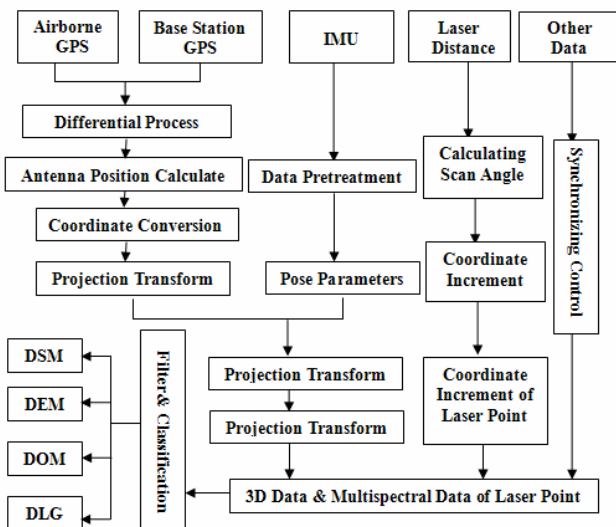 Airborne
GPS
Base Station
GPS
IMU
Laser
Distance
Other
Data
Differential Process
Antenna Position Calculate
Coordinate Conversion
Projection Transform
Data Pretreatment
Pose Parameters
Calculating
Scan Angle
Coordinate
Increment
Synchronizing Control
Projection Transform
Projection Transform
Coordinate
Increment of
Laser Point
3D Data & Multispectral Data of Laser Point
Filter& Classification
DSM
DEM
DOM
DLG